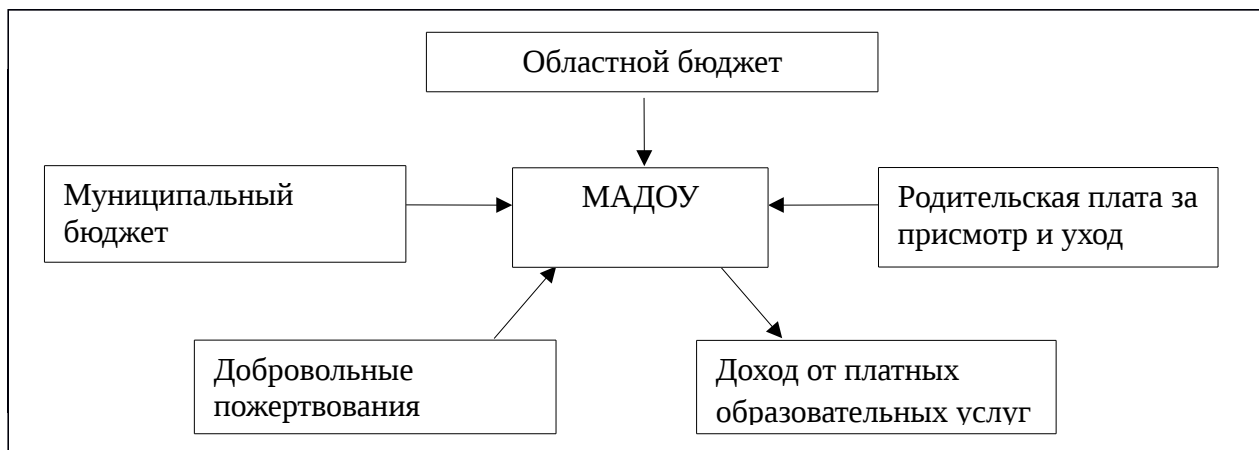 Областной бюджет
Муниципальный
бюджет
МАДОУ
Родительская плата за
присмотр и уход
Добровольные
пожертвования
Доход от платных
образовательных услуг